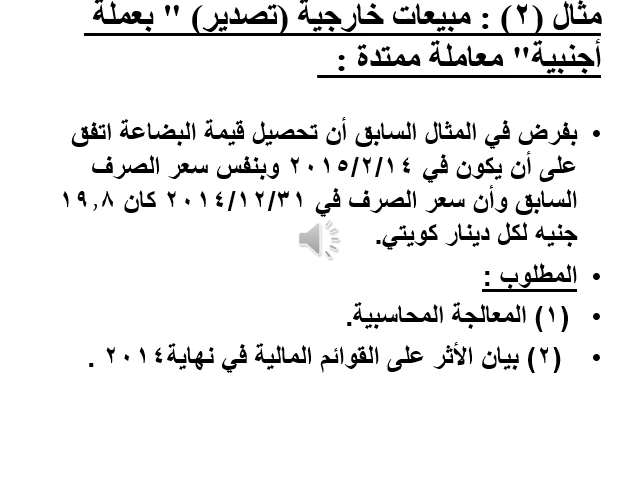 مثال (٢) : مبيعات خارجية (تصدير) " بعملة
أجنبية" معاملة ممتدة :
• بفرض في المثال السابق أن تحصيل قيمة البضاعة اتفق
على أن يكون في ٢٠١٥/٢/١٤ وبنفس سعر الصرف
السابق وأن سعر الصرف في ٢٠١٤/١٢/٣١ كان ١٩,٨
جنيه لكل دينار كويتي.
• المطلوب :
• (١) المعالجة المحاسبية.
• (٢) بيان الأثر على القوائم المالية في نهاية٢٠١٤ .